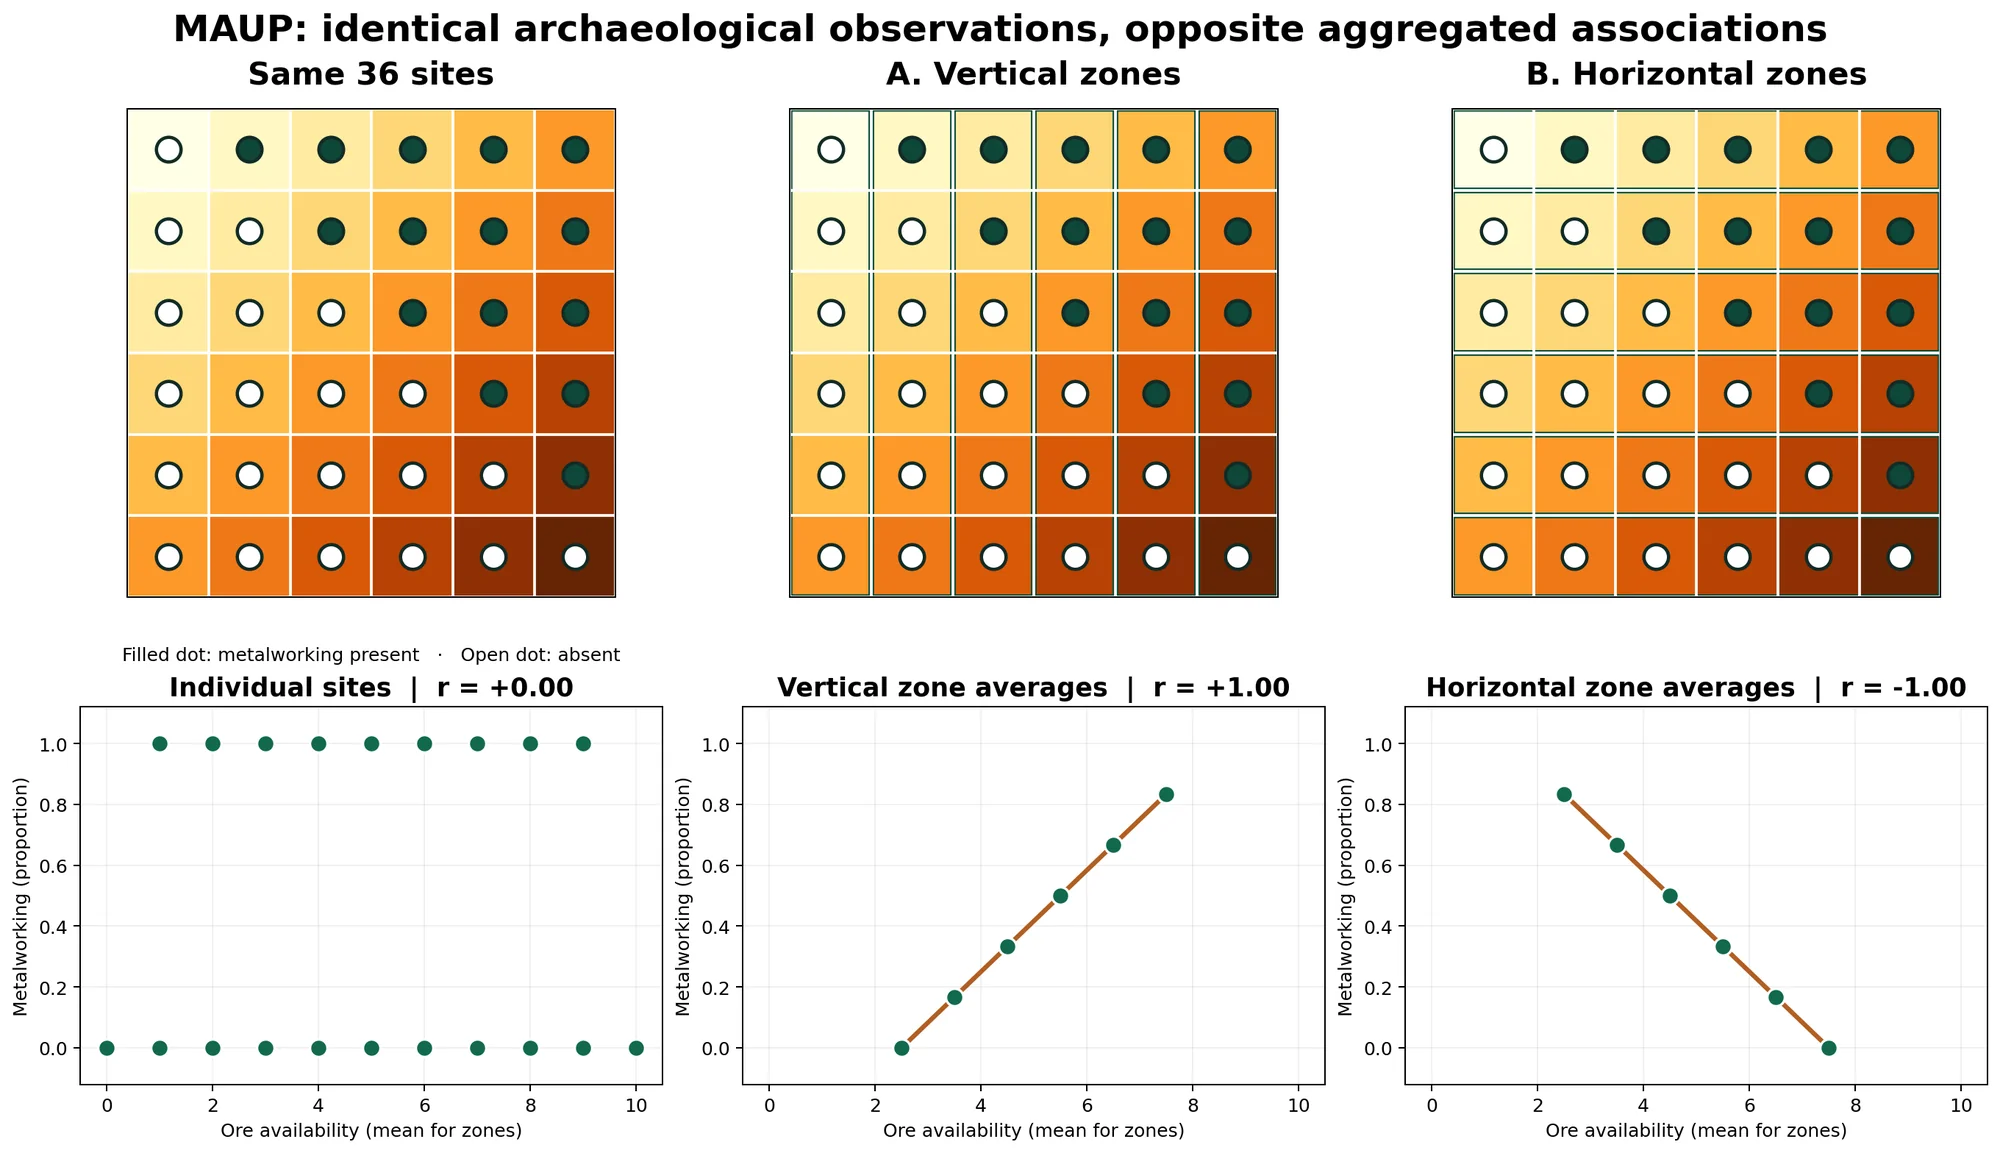 MAUP: identical archaeological observations, opposite aggregated associations
Same 36 sites
A. Vertical zones
B. Horizontal zones
Filled dot: metalworking present · Open dot: absent
Individual sites | r = +0.00
Metalworking (proportion)
1.0
0.8
0.6
0.4
0.2
0.0
0 2 4 6 8 10
Ore availability (mean for zones)
Vertical zone averages | r = +1.00
Metalworking (proportion)
1.0
0.8
0.6
0.4
0.2
0.0
0 2 4 6 8 10
Ore availability (mean for zones)
Horizontal zone averages | r = -1.00
Metalworking (proportion)
1.0
0.8
0.6
0.4
0.2
0.0
0 2 4 6 8 10
Ore availability (mean for zones)